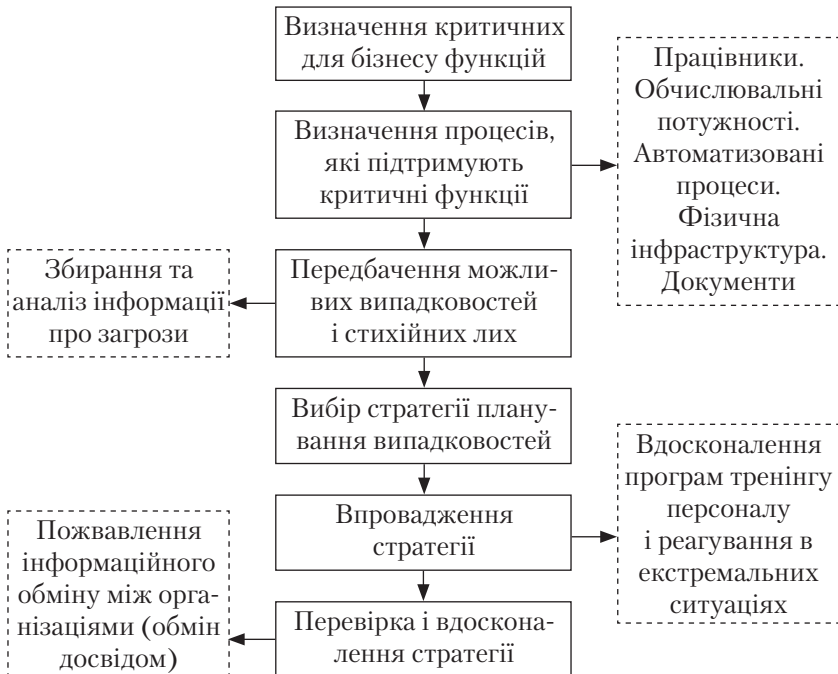 Визначення критичних
для бізнесу функцій
Визначення процесів,
які підтримують
критичні функції
Працівники.
Обчислювальні
потужності.
Автоматизовані
процеси.
Фізична
інфраструктура.
Документи
Передбачення можли-
вих випадковостей
і стихійних лих
Збирання та
аналіз інформації
про загрози
Вибір стратегії плану-
вання випадковостей
Впровадження
стратегії
Вдосконалення
програм тренінгу
персоналу
і реагування в
екстремальних
ситуаціях
Перевірка і вдоскона-
лення стратегії
Пожвавлення
інформаційного
обміну між орга-
нізаціями (обмін
досвідом)